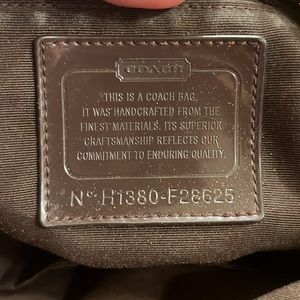 COACH
THIS IS A COACH BAG.
IT WAS HANDCRAFTED FROM THE
FINEST MATERIALS. ITS SUPERIOR
CRAFTSMANSHIP REFLECTS OUR
COMMITMENT TO ENDURING QUALITY.
Nº H1380-F28625